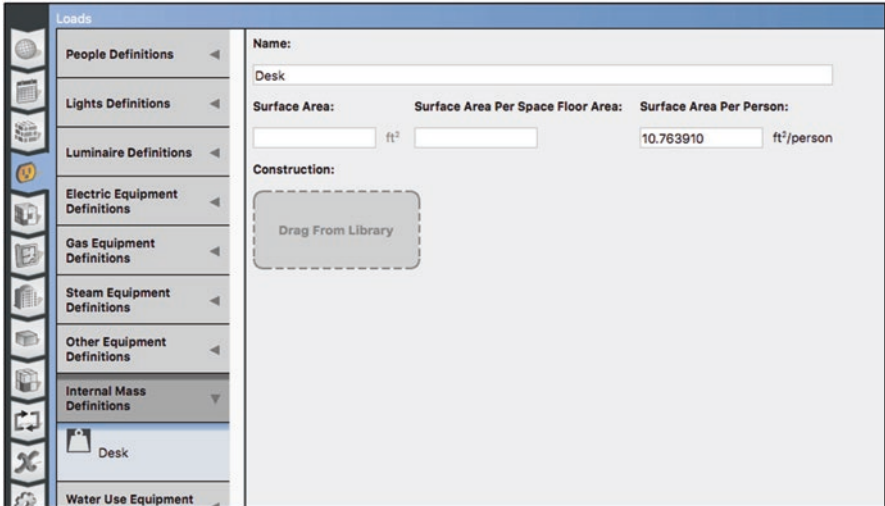 Loads
People Definitions
Lights Definitions
Luminaire Definitions
Electric Equipment
Definitions
Gas Equipment
Definitions
Steam Equipment
Definitions
Other Equipment
Definitions
Internal Mass
Definitions
Desk
Water Use Equipment
Name:
Desk
Surface Area:
Surface Area Per Space Floor Area:
Surface Area Per Person:
ft²
10.763910
ft²/person
Construction:
Drag From Library